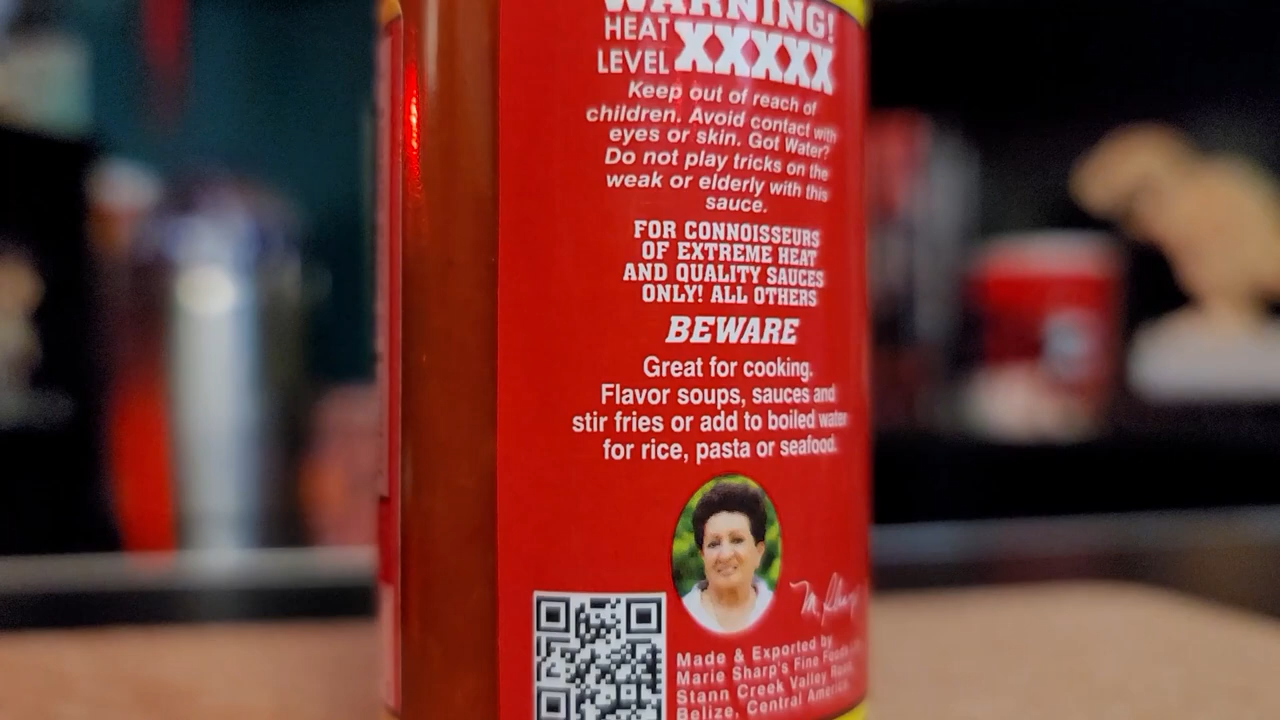 WARNING!
HEAT
LEVEL XXXXX
Keep out of reach of
children. Avoid contact with
eyes or skin. Got Water?
Do not play tricks on the
weak or elderly with this
sauce.
FOR CONNOISSEURS
OF EXTREME HEAT
AND QUALITY SAUCES
ONLY! ALL OTHERS
BEWARE
Great for cooking.
Flavor soups, sauces and
stir fries or add to boiled water
for rice, pasta or seafood.
Made & Exported by
Marie Sharp's Fine Foods
Stann Creek Valley Road,
Belize, Central America